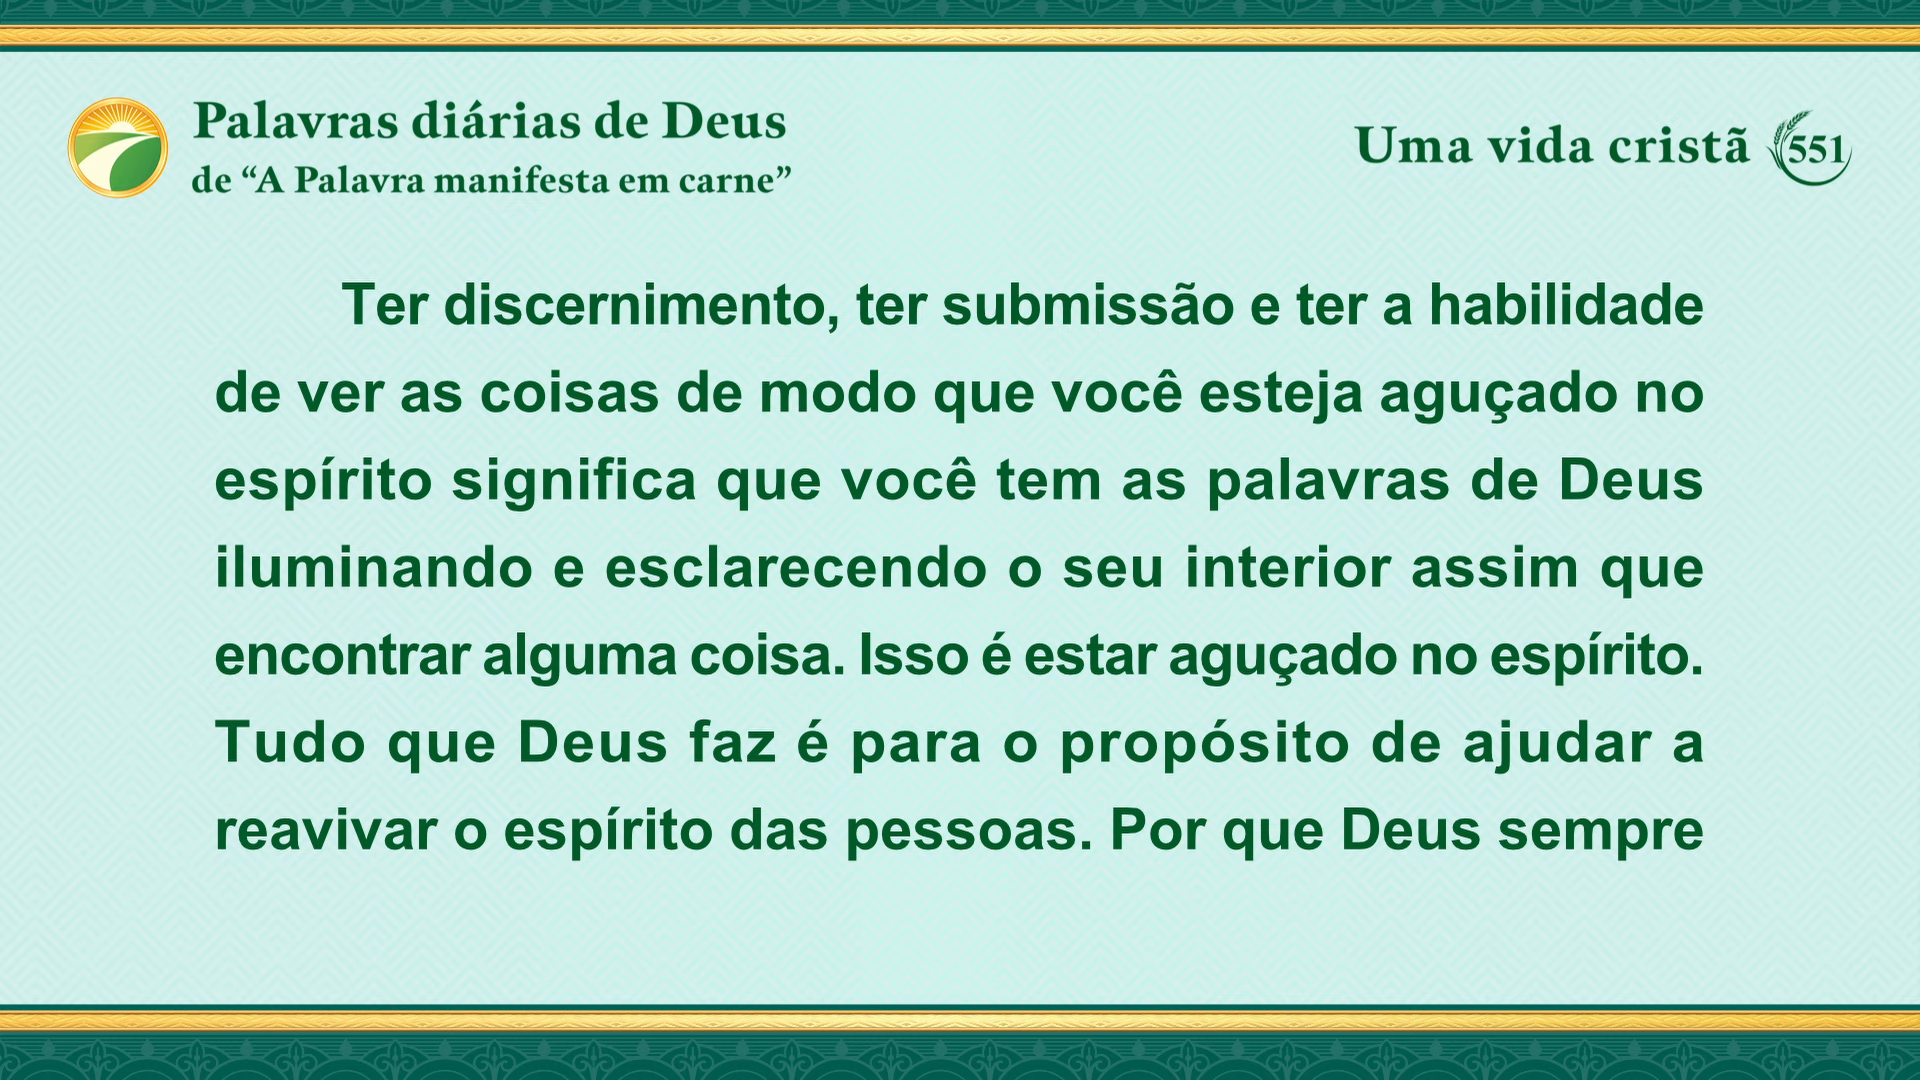 Palavras diárias de Deus
de “A Palavra manifesta em carne”
Uma vida cristã 551
Ter discernimento, ter submissão e ter a habilidade
de ver as coisas de modo que você esteja aguçado no
espírito significa que você tem as palavras de Deus
iluminando e esclarecendo o seu interior assim que
encontrar alguma coisa. Isso é estar aguçado no espírito.
Tudo que Deus faz é para o propósito de ajudar a
reavivar o espírito das pessoas. Por que Deus sempre